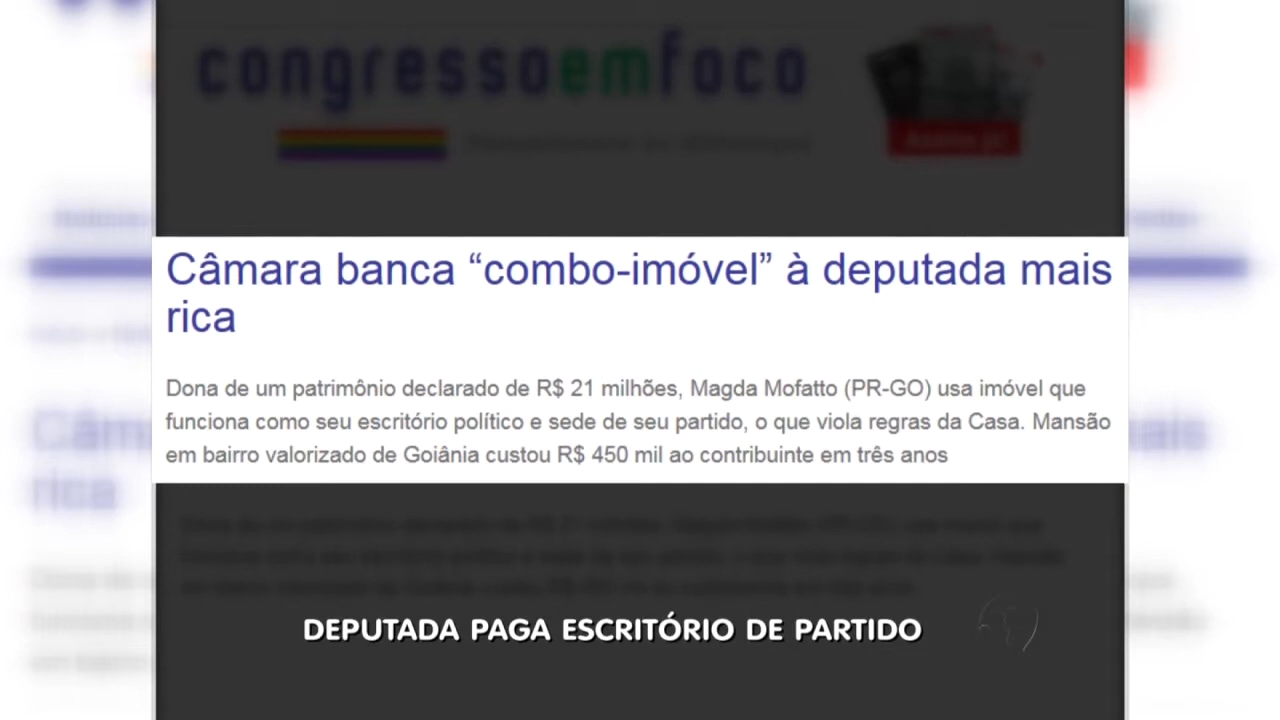 congressoemfoco
Câmara banca “combo-imóvel” à deputada mais
rica
Dona de um patrimônio declarado de R$ 21 milhões, Magda Mofatto (PR-GO) usa imóvel que
funciona como seu escritório político e sede de seu partido, o que viola regras da Casa. Mansão
em bairro valorizado de Goiânia custou R$ 450 mil ao contribuinte em três anos
DEPUTADA PAGA ESCRITÓRIO DE PARTIDO